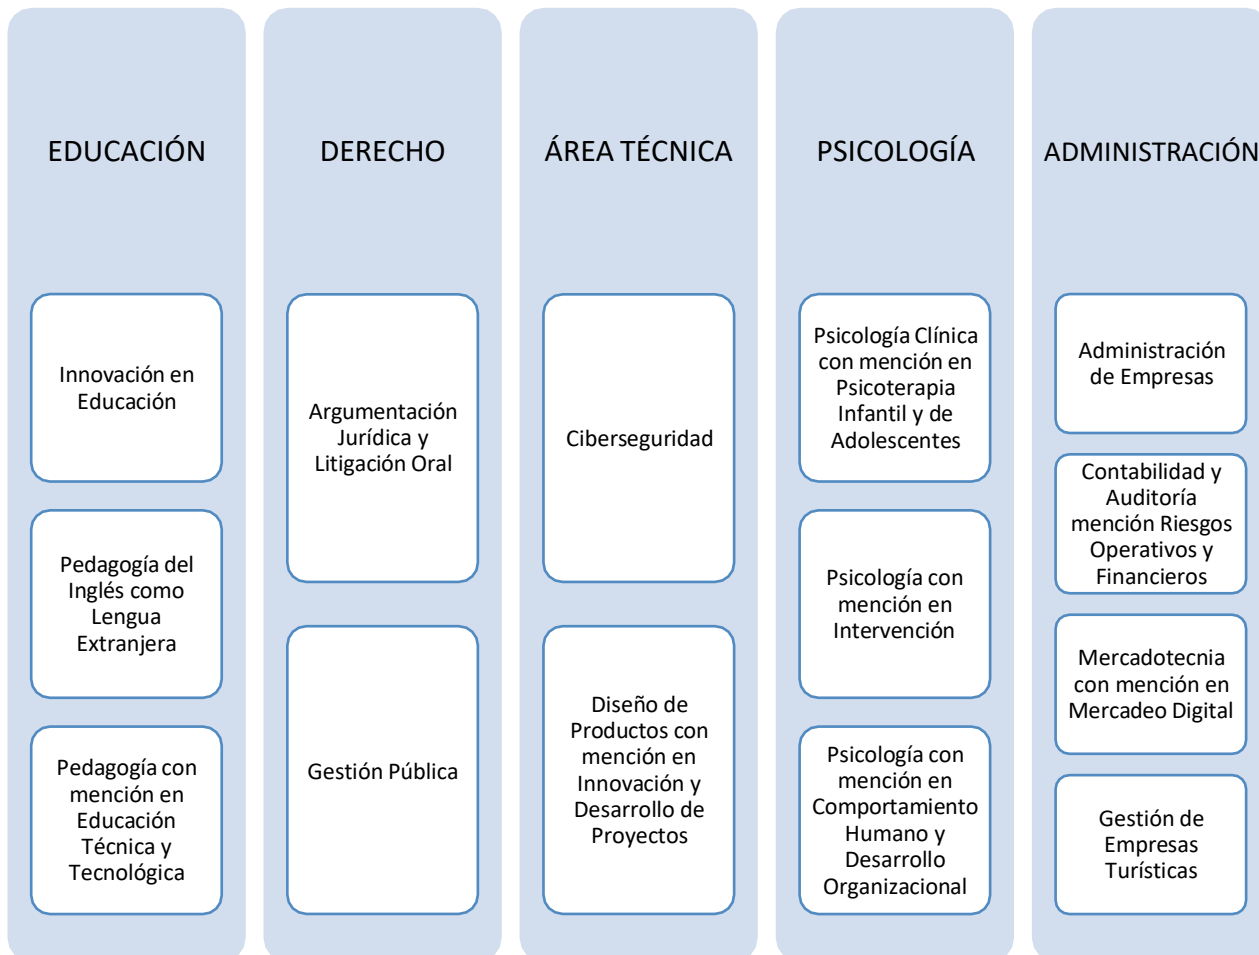 EDUCACIÓN
Innovación en
Educación
Pedagogía del
Inglés como
Lengua
Extranjera
Pedagogía con
mención en
Educación
Técnica y
Tecnológica
DERECHO
Argumentación
Jurídica y
Litigación Oral
Gestión Pública
ÁREA TÉCNICA
Ciberseguridad
Diseño de
Productos con
mención en
Innovación y
Desarrollo de
Proyectos
PSICOLOGÍA
Psicología Clínica
con mención en
Psicoterapia
Infantil y de
Adolescentes
Psicología con
mención en
Intervención
Psicología con
mención en
Comportamiento
Humano y
Desarrollo
Organizacional
ADMINISTRACIÓN
Administración
de Empresas
Contabilidad y
Auditoría
mención Riesgos
Operativos y
Financieros
Mercadotecnia
con mención en
Mercadeo Digital
Gestión de
Empresas
Turísticas